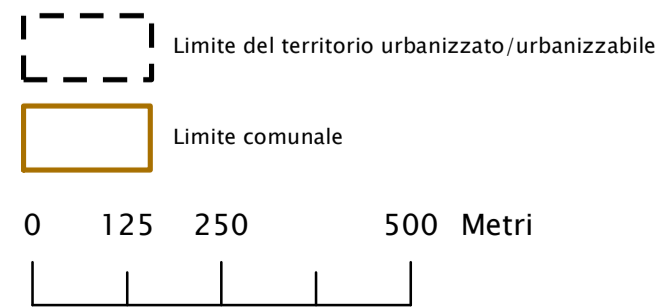 Limite del territorio urbanizzato/urbanizzabile
Limite comunale
0 125 250 500 Metri